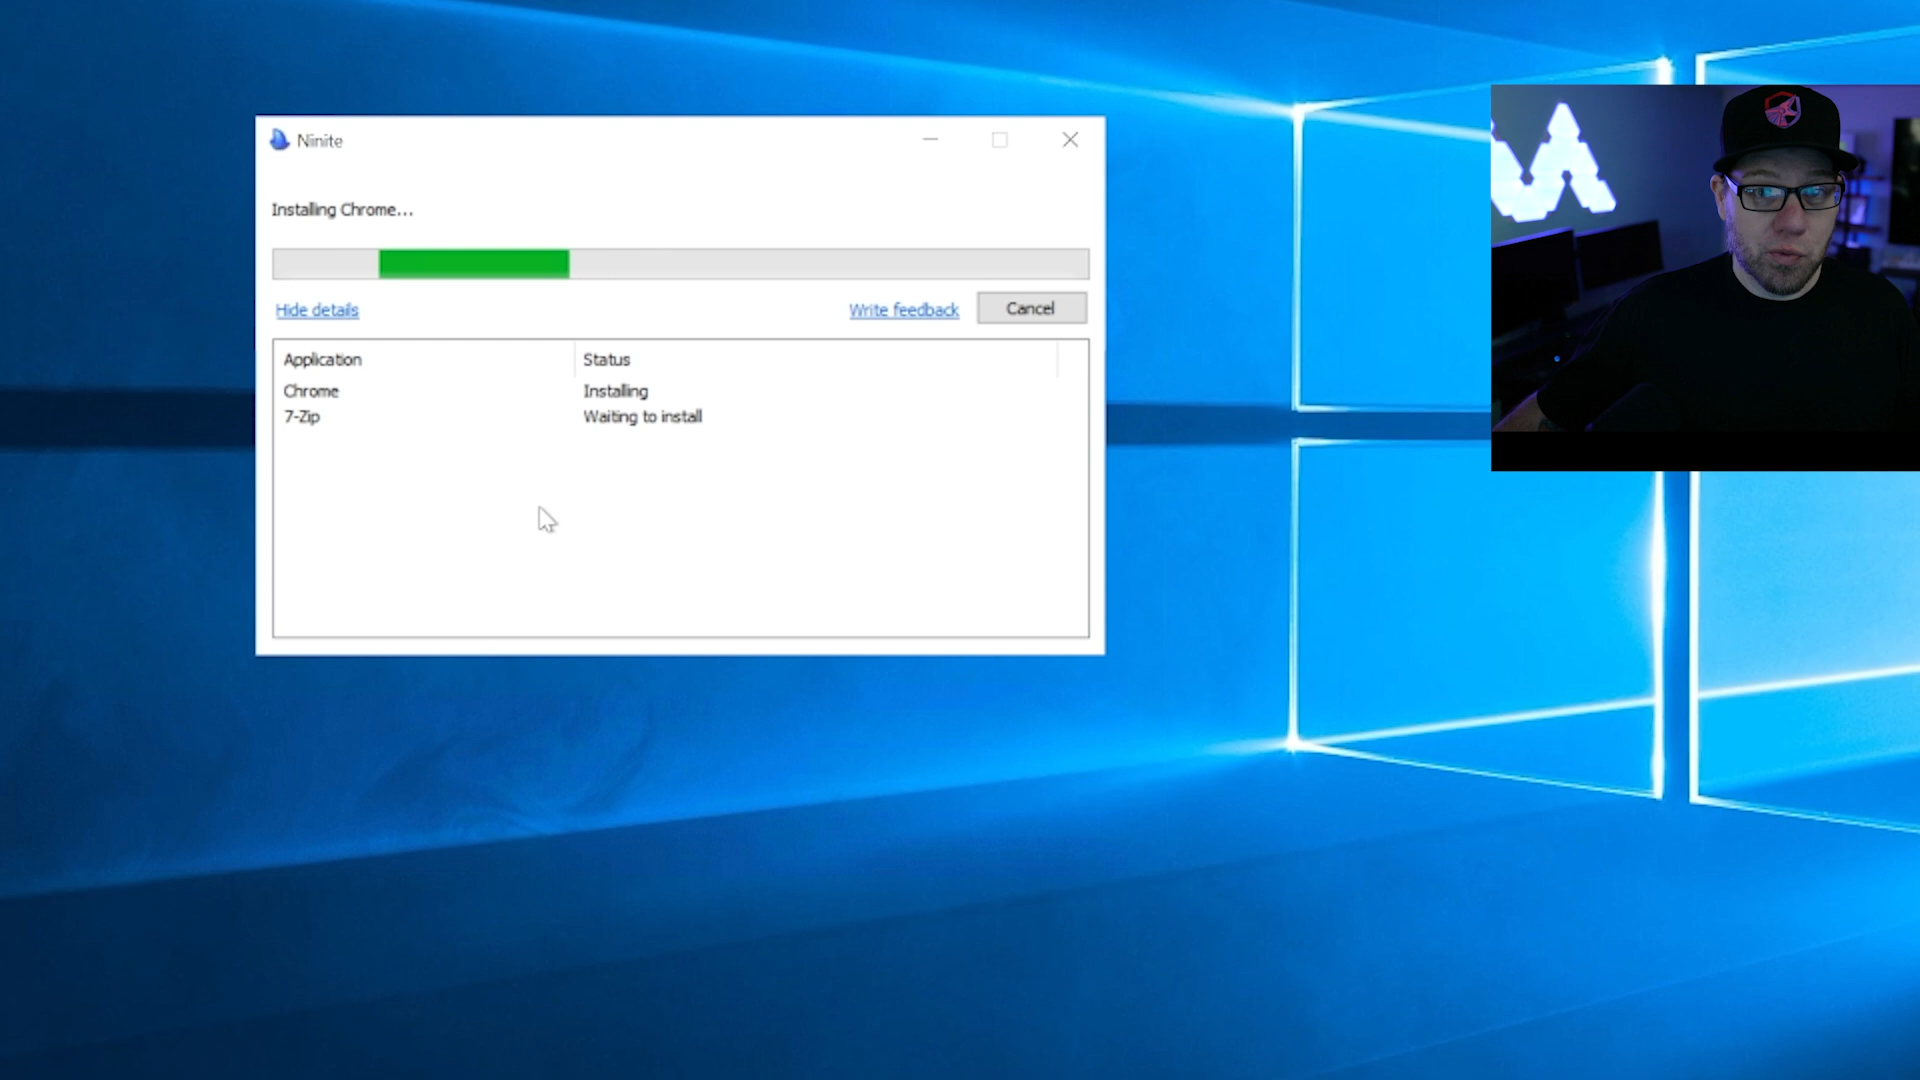 Ninite
Installing Chrome...
Hide details
Write feedback
Cancel
Application Status
Chrome Installing
7-Zip Waiting to install